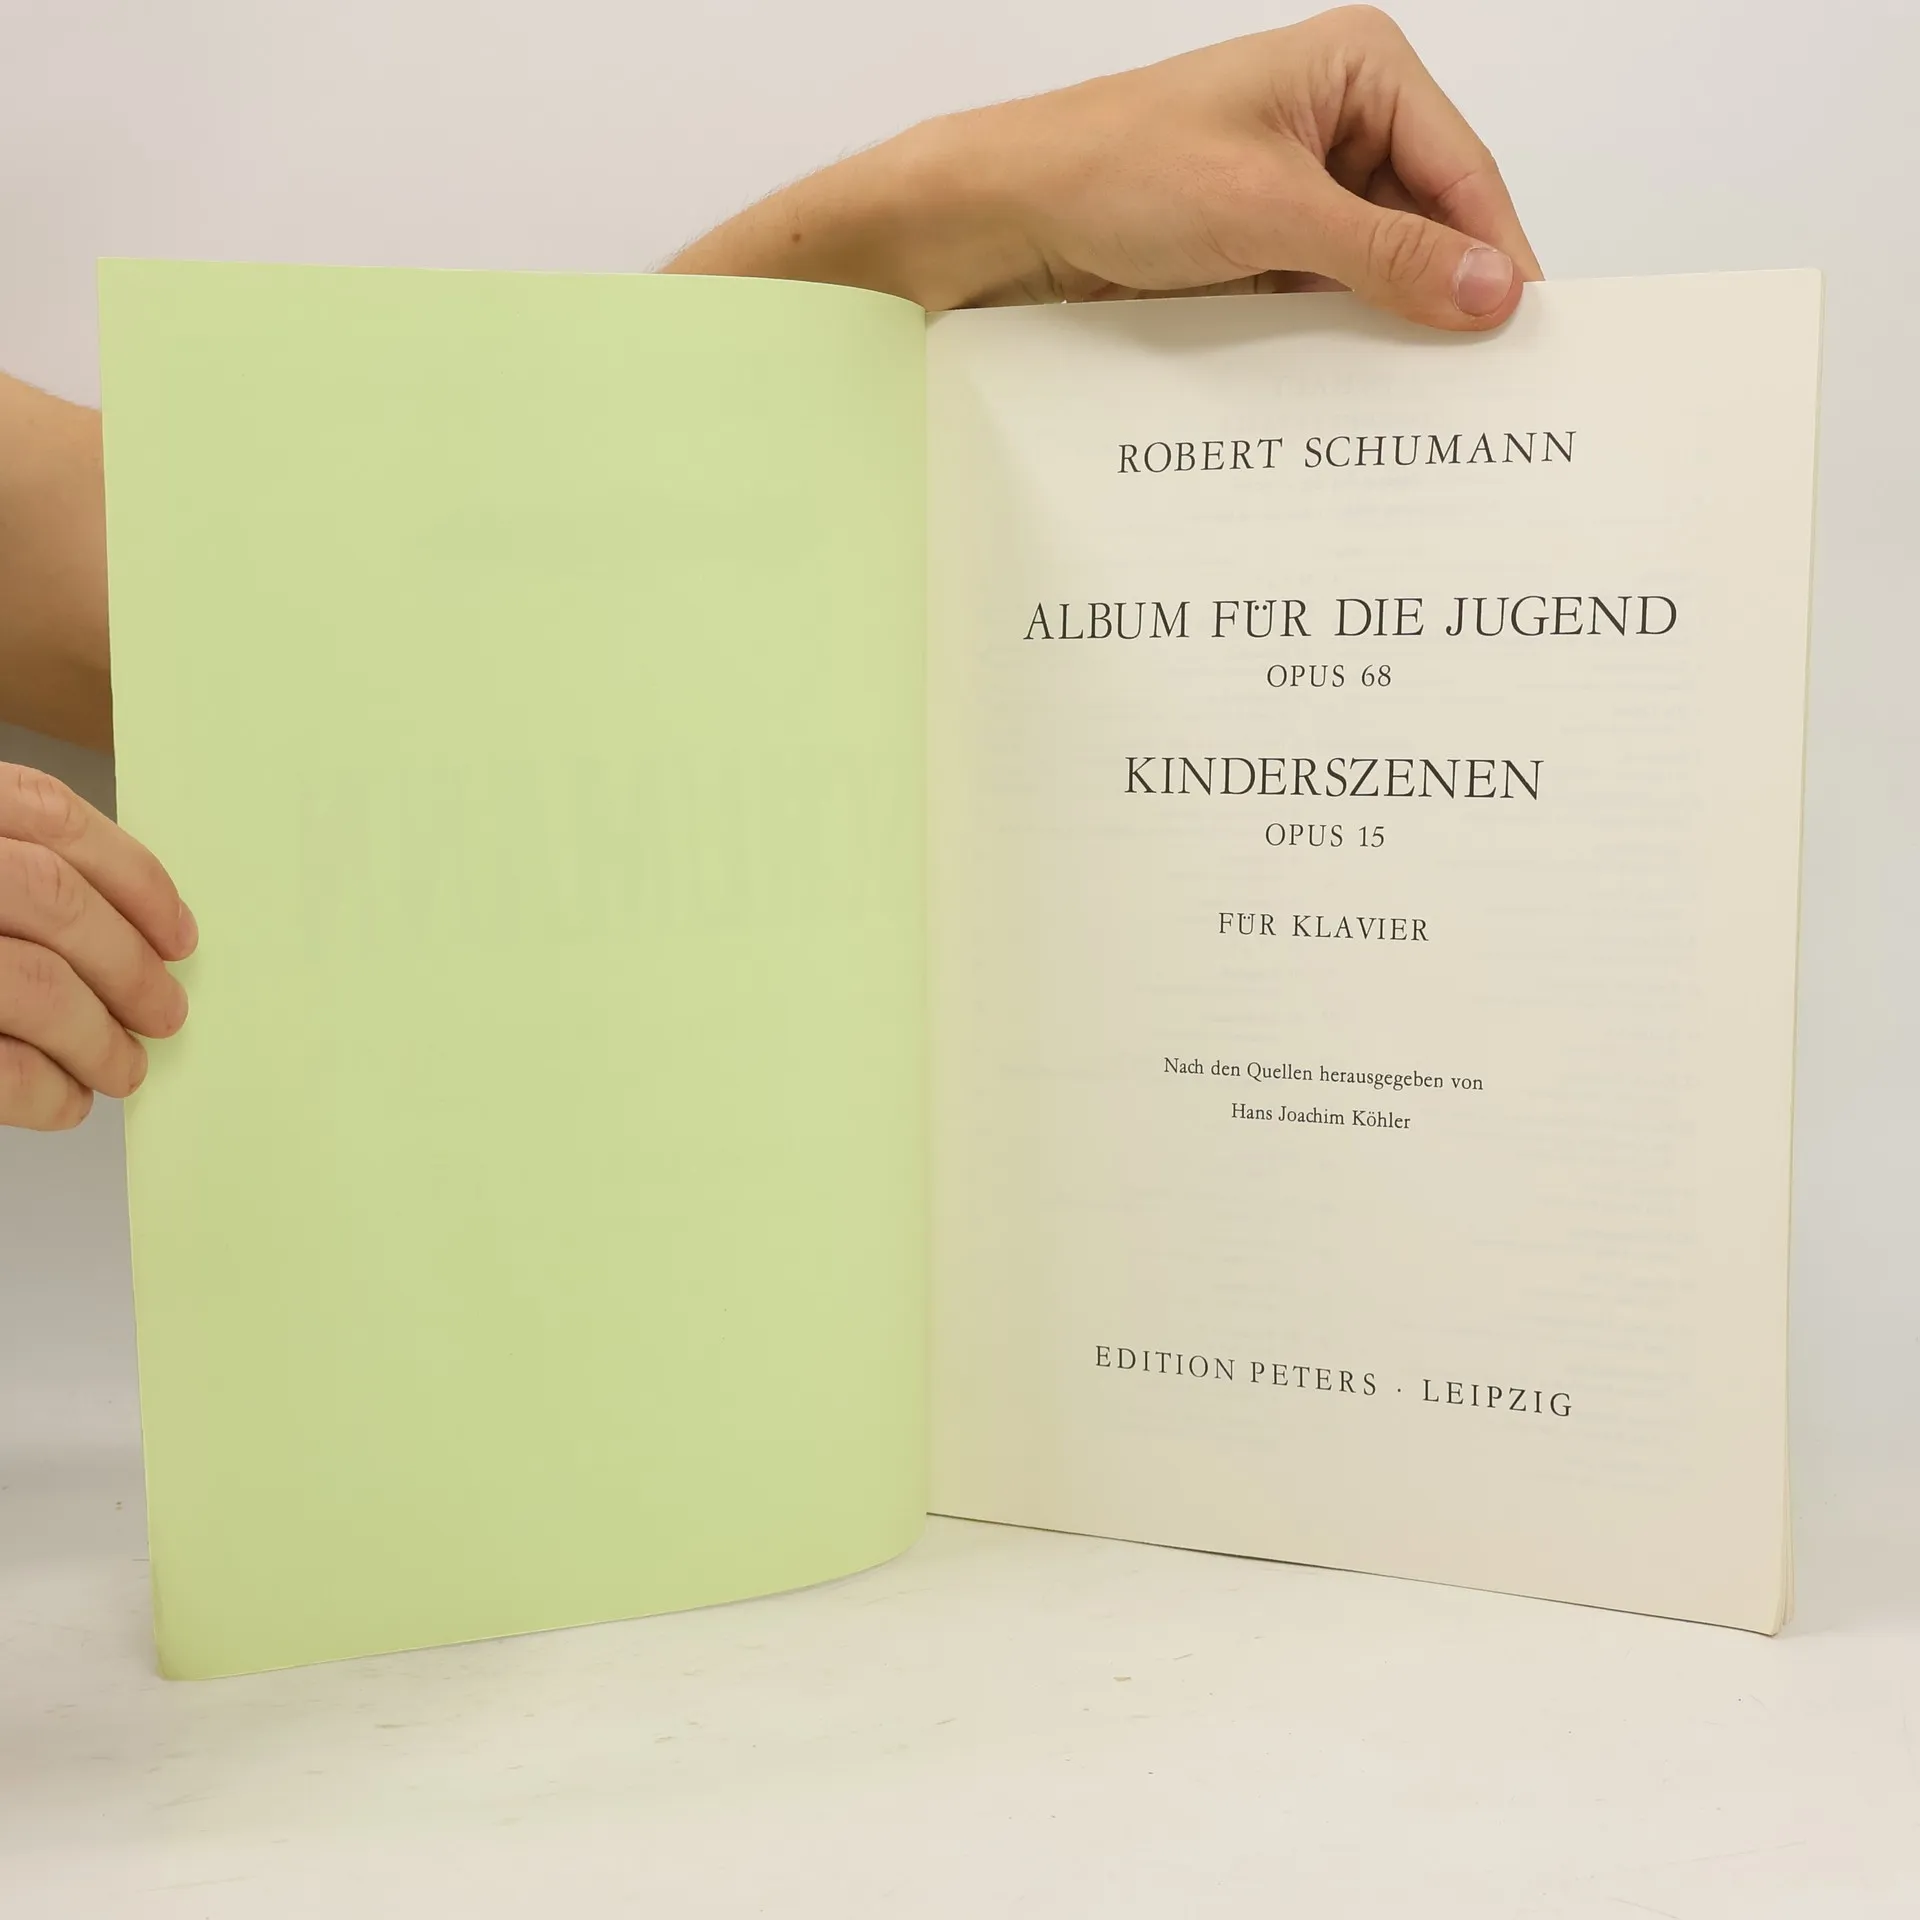 ROBERT SCHUMANN
ALBUM FÜR DIE JUGEND
OPUS 68
KINDERSZENEN
OPUS 15
FÜR KLAVIER
Nach den Quellen herausgegeben von
Hans Joachim Köhler
EDITION PETERS · LEIPZIG